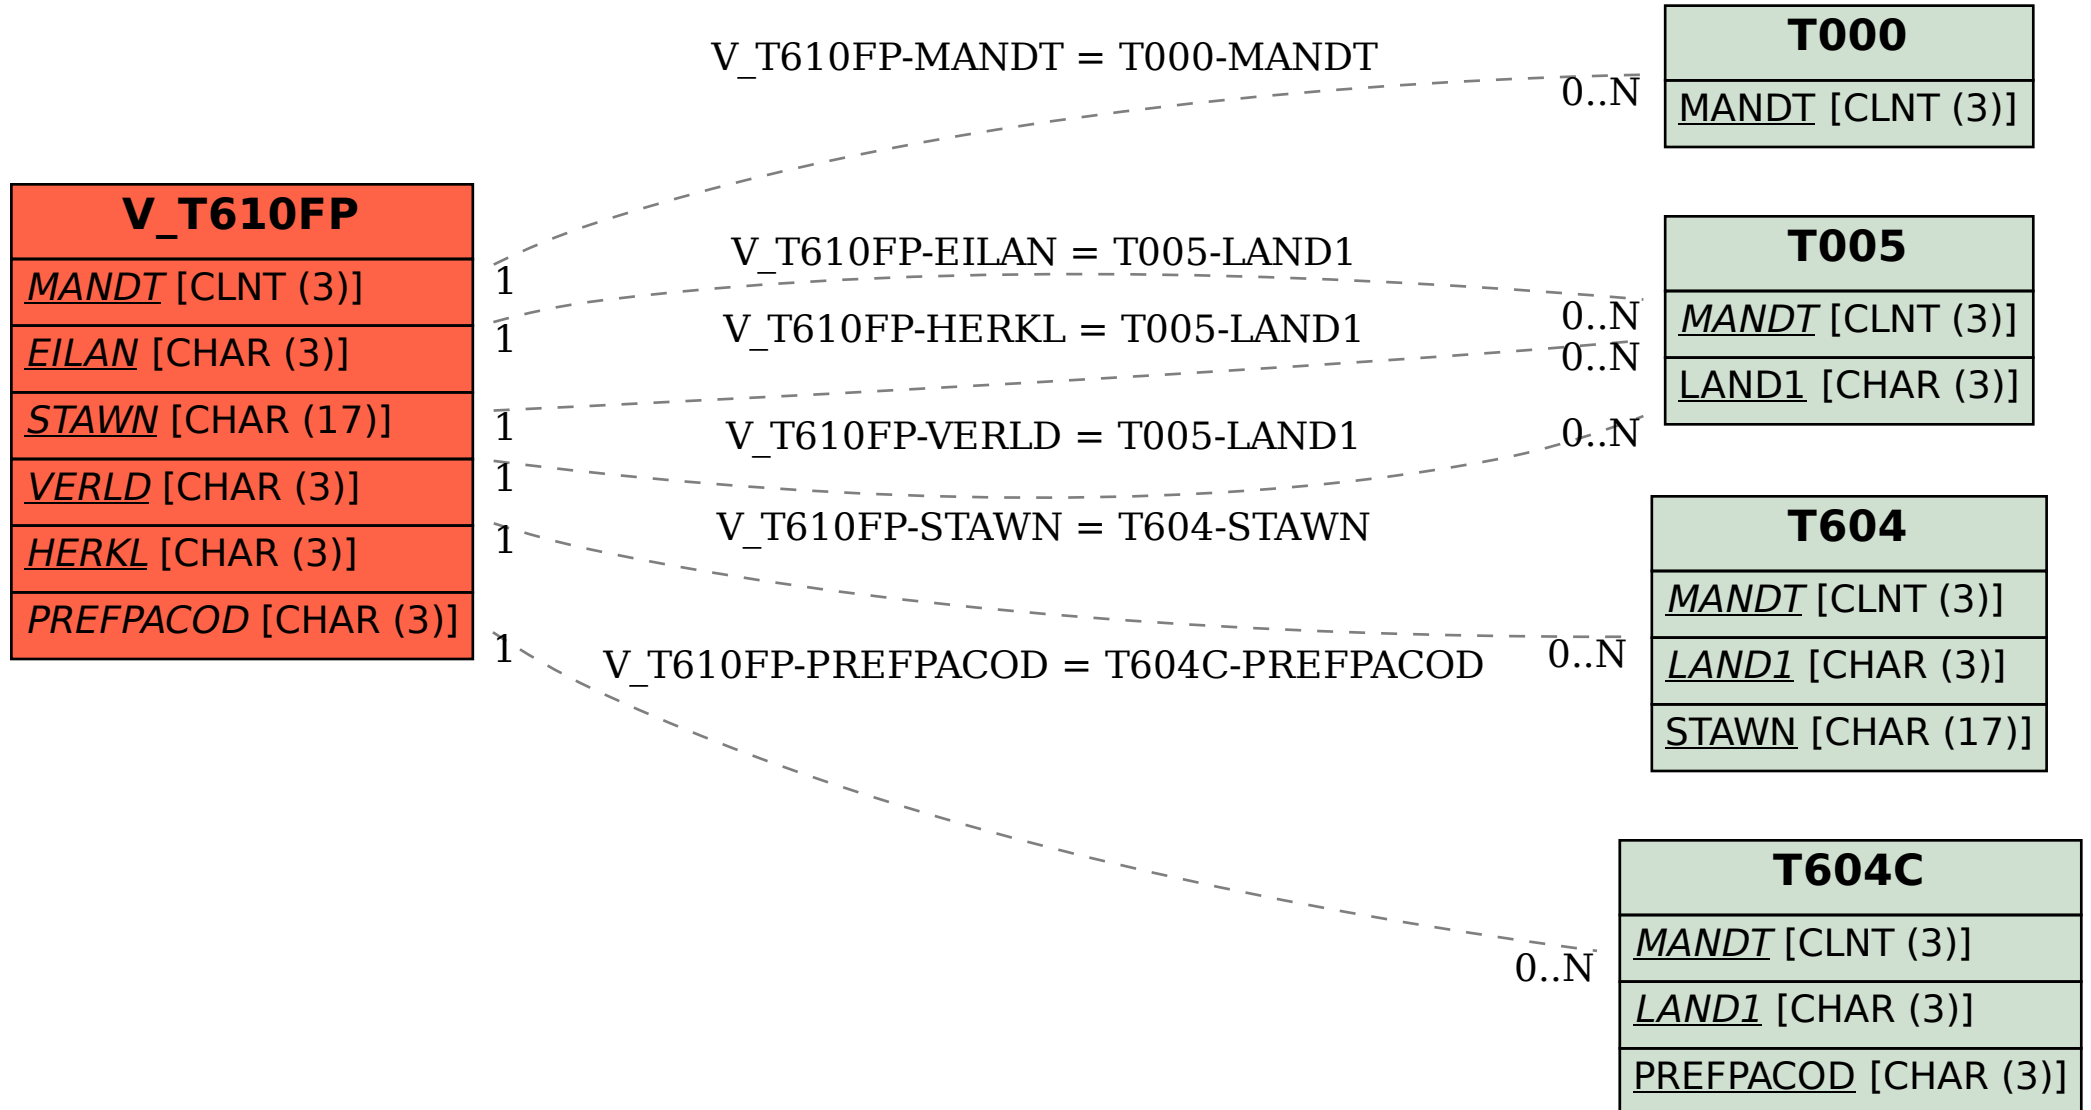 V_T610FP
MANDT [CLNT (3)]
EILAN [CHAR (3)]
STAWN [CHAR (17)]
VERLD [CHAR (3)]
HERKL [CHAR (3)]
PREFPACOD [CHAR (3)]
V_T610FP-MANDT = T000-MANDT
1
0..N
V_T610FP-EILAN = T005-LAND1
1
0..N
V_T610FP-HERKL = T005-LAND1
1
0..N
V_T610FP-VERLD = T005-LAND1
1
0..N
V_T610FP-STAWN = T604-STAWN
1
0..N
V_T610FP-PREFPACOD = T604C-PREFPACOD
1
0..N
T000
MANDT [CLNT (3)]
T005
MANDT [CLNT (3)]
LAND1 [CHAR (3)]
T604
MANDT [CLNT (3)]
LAND1 [CHAR (3)]
STAWN [CHAR (17)]
T604C
MANDT [CLNT (3)]
LAND1 [CHAR (3)]
PREFPACOD [CHAR (3)]